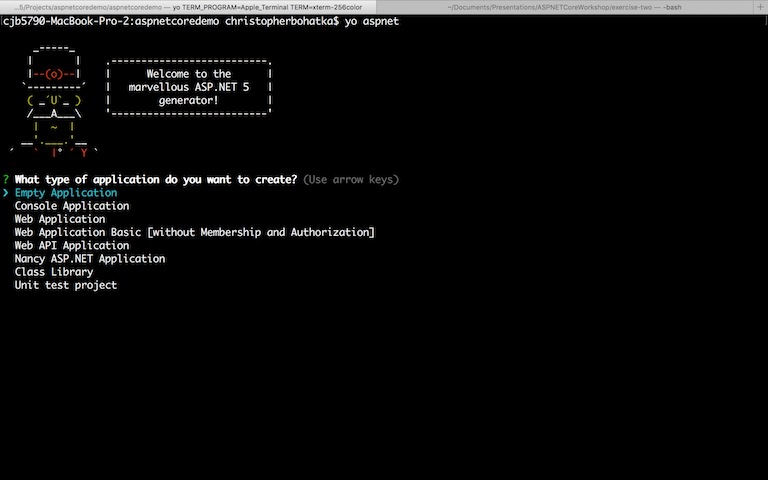 ...5/Projects/aspnetcoredemo/aspnetcoredemo — yo TERM_PROGRAM=Apple_Terminal TERM=xterm-256color
~/Documents/Presentations/ASPNETCoreWorkshop/exercise-two — -bash
cjb5790-MacBook-Pro-2:aspnetcoredemo christopherbohatka$ yo aspnet
Welcome to the
marvellous ASP.NET 5
generator!
? What type of application do you want to create? (Use arrow keys)
❯ Empty Application
Console Application
Web Application
Web Application Basic [without Membership and Authorization]
Web API Application
Nancy ASP.NET Application
Class Library
Unit test project